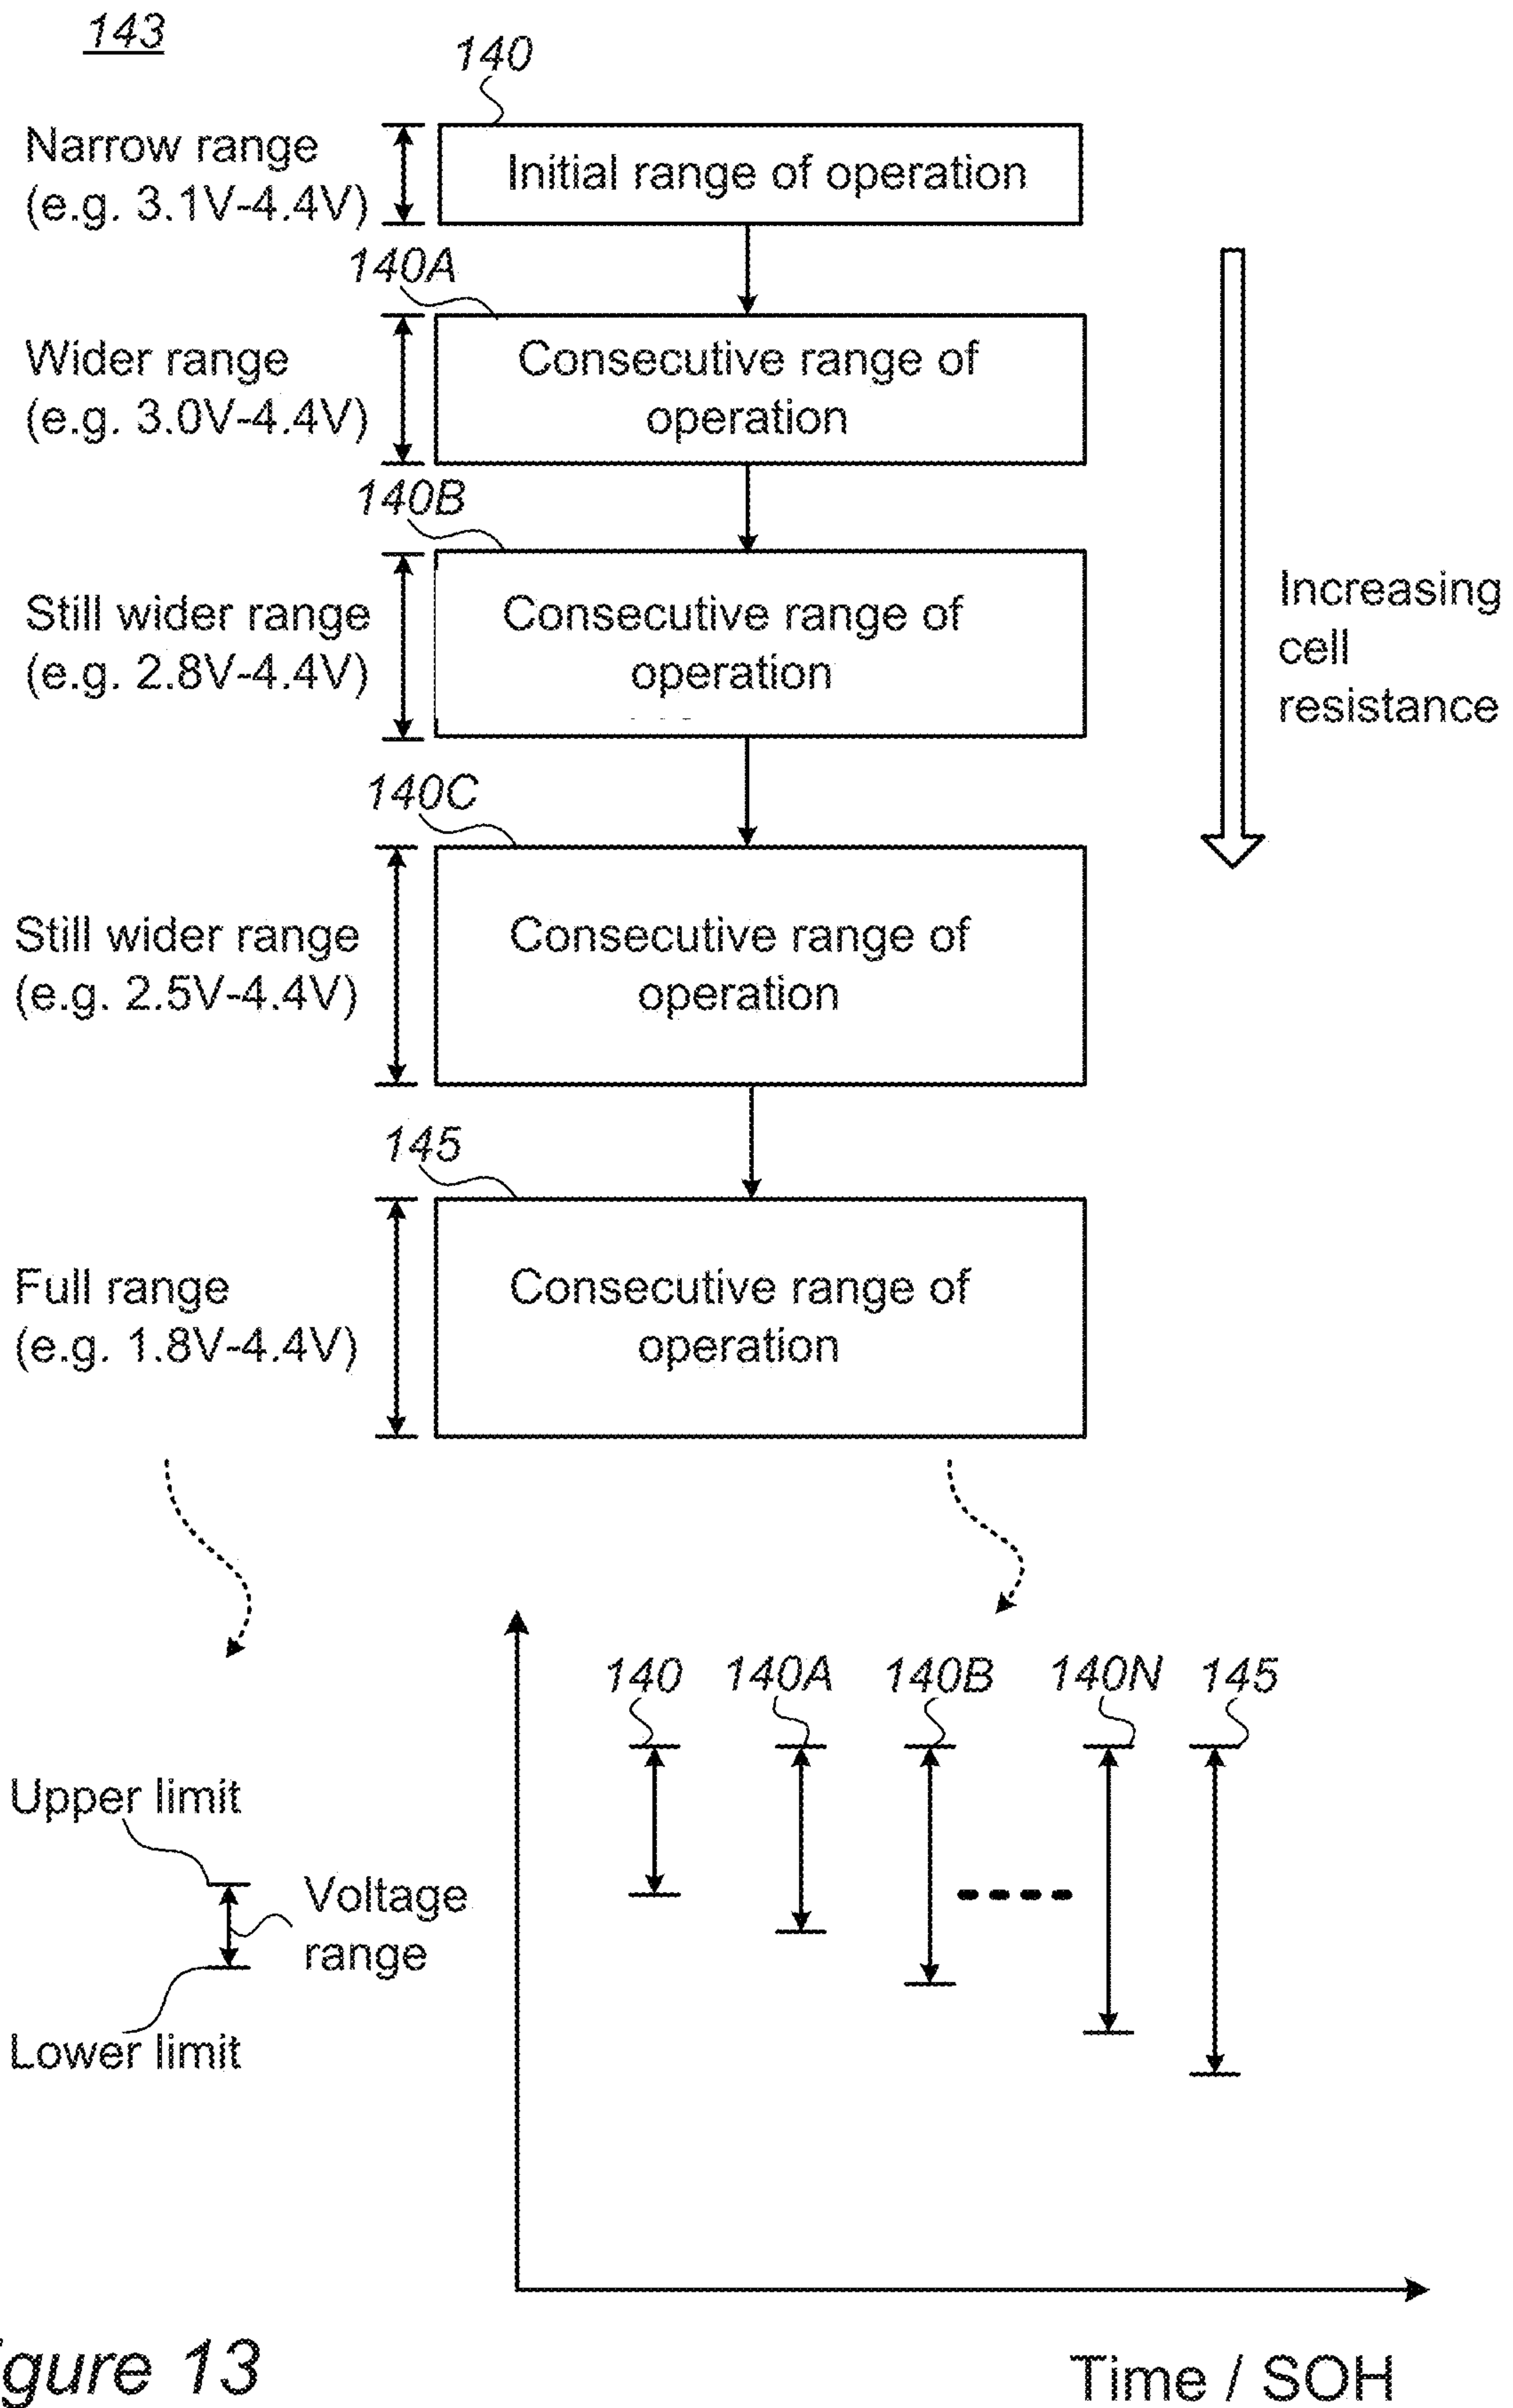 143
140
Narrow range
(e.g. 3.1V-4.4V)
Initial range of operation
140A
Wider range
(e.g. 3.0V-4.4V)
Consecutive range of
operation
140B
Still wider range
(e.g. 2.8V-4.4V)
Consecutive range of
operation
Increasing
cell
resistance
140C
Still wider range
(e.g. 2.5V-4.4V)
Consecutive range of
operation
145
Full range
(e.g. 1.8V-4.4V)
Consecutive range of
operation
140 140A 140B 140N 145
Upper limit
Voltage
range
Lower limit
igure 13
Time / SOH